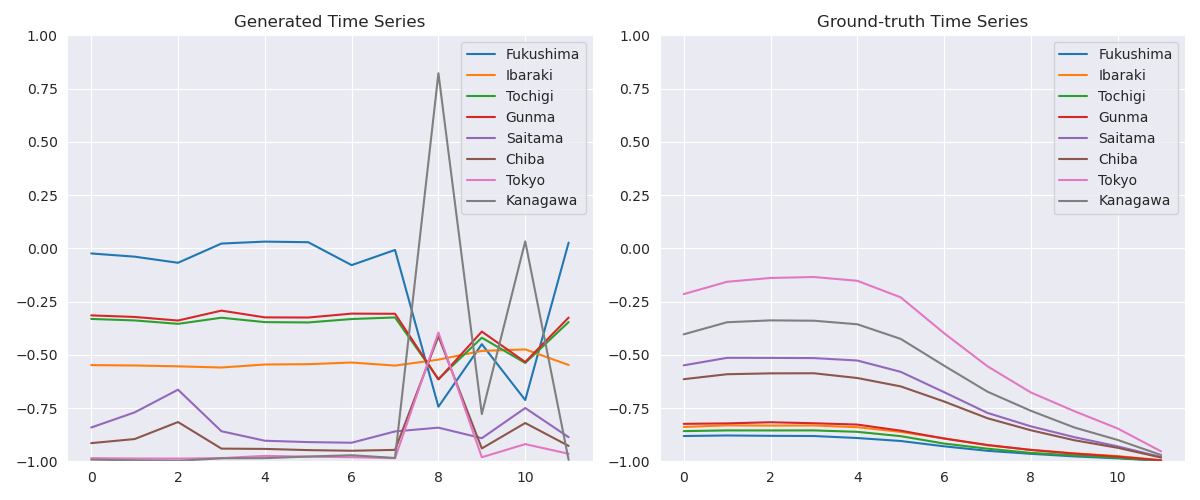 Generated Time Series
1.00
0.75
0.50
0.25
0.00
−0.25
−0.50
−0.75
−1.00
0 2 4 6 8 10
Fukushima
Ibaraki
Tochigi
Gunma
Saitama
Chiba
Tokyo
Kanagawa
Ground-truth Time Series
1.00
0.75
0.50
0.25
0.00
−0.25
−0.50
−0.75
−1.00
0 2 4 6 8 10
Fukushima
Ibaraki
Tochigi
Gunma
Saitama
Chiba
Tokyo
Kanagawa